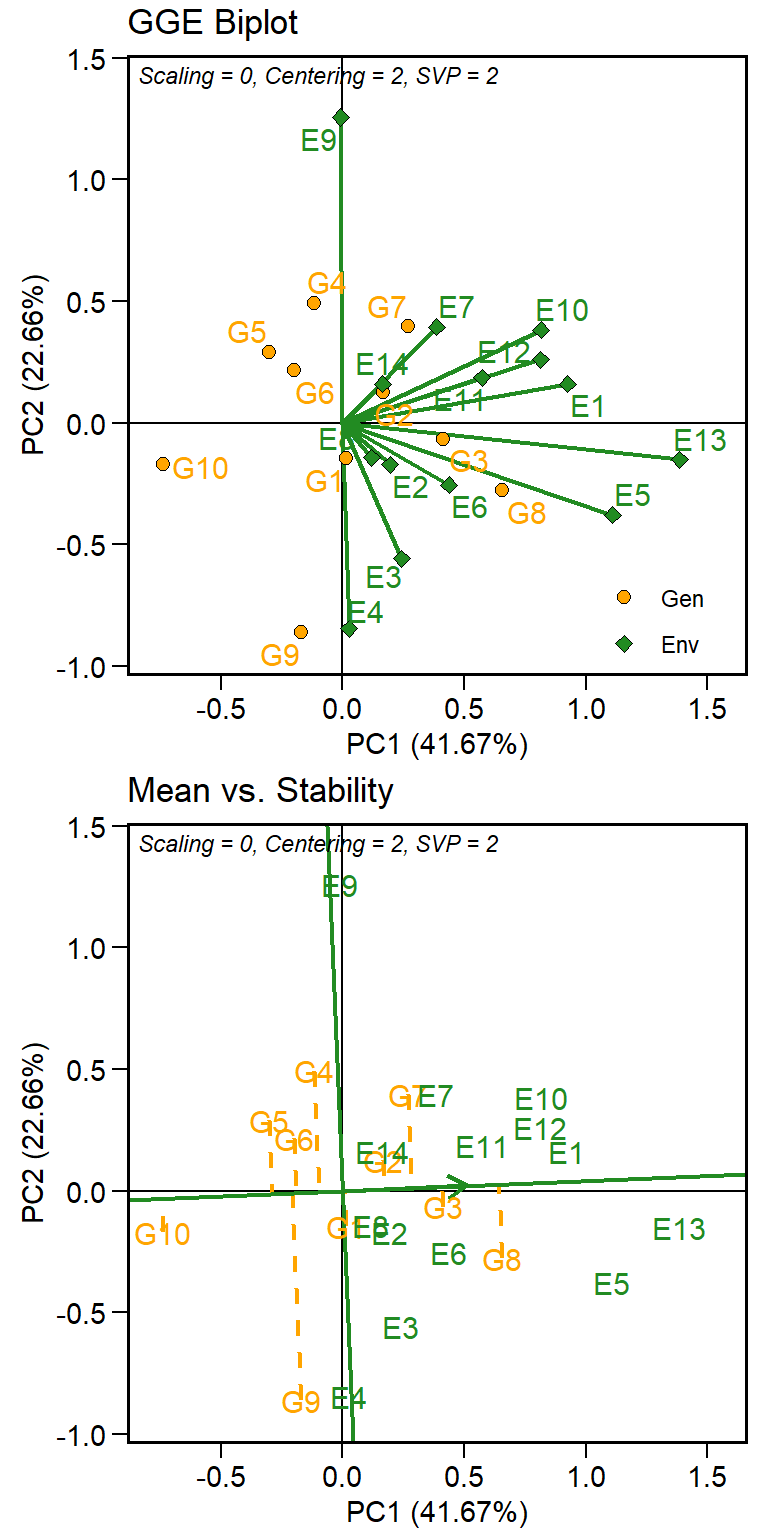 GGE Biplot
Scaling = 0, Centering = 2, SVP = 2
1.5
1.0
0.5
0.0
-0.5
-1.0
PC2 (22.66%)
E9
G4
G7
E7
E10
G5
E12
E14
G6
E11
E1
G2
E8
E13
G10
G3
G1
E2
E5
E6
G8
E3
E4
G9
Gen
Env
-0.5 0.0 0.5 1.0 1.5
PC1 (41.67%)
Mean vs. Stability
Scaling = 0, Centering = 2, SVP = 2
1.5
1.0
0.5
0.0
-0.5
-1.0
PC2 (22.66%)
E9
G4
G7
E7
E10
G5
G6
E12
E14
G2
E11
E1
G10
G1
E8
E2
G3
E13
E6
G8
E5
E3
G9
E4
-0.5 0.0 0.5 1.0 1.5
PC1 (41.67%)